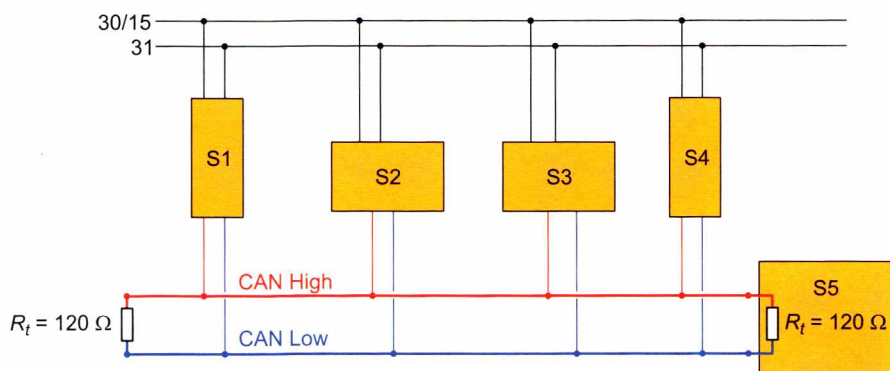 30/15
31
S1
S2
S3
S4
CAN High
S5
Rₜ = 120 Ω
Rₜ = 120 Ω
CAN Low